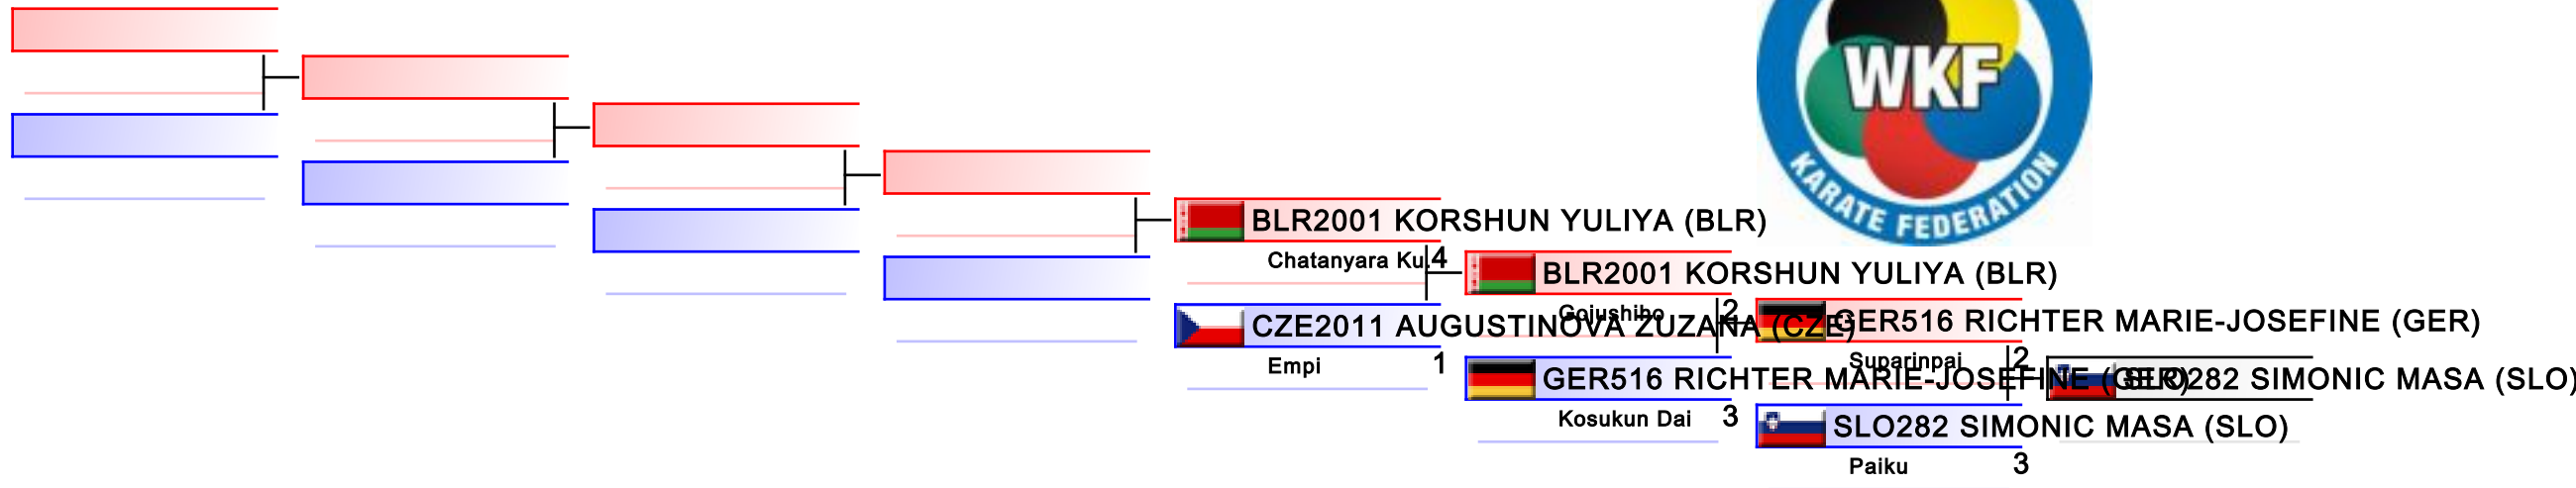 WKF
KARATE FEDERATION
BLR2001 KORSHUN YULIYA (BLR)
Chatanyara Ku.
4
BLR2001 KORSHUN YULIYA (BLR)
Gojushiho
2
CZE2011 AUGUSTINOVA ZUZANA (CZE)
Empi
1
GER516 RICHTER MARIE-JOSEFINE (GER)
Suparinpai
2
GER516 RICHTER MARIE-JOSEFINE (GER)
Kosukun Dai
3
SLO282 SIMONIC MASA (SLO)
SLO282 SIMONIC MASA (SLO)
Paiku
3